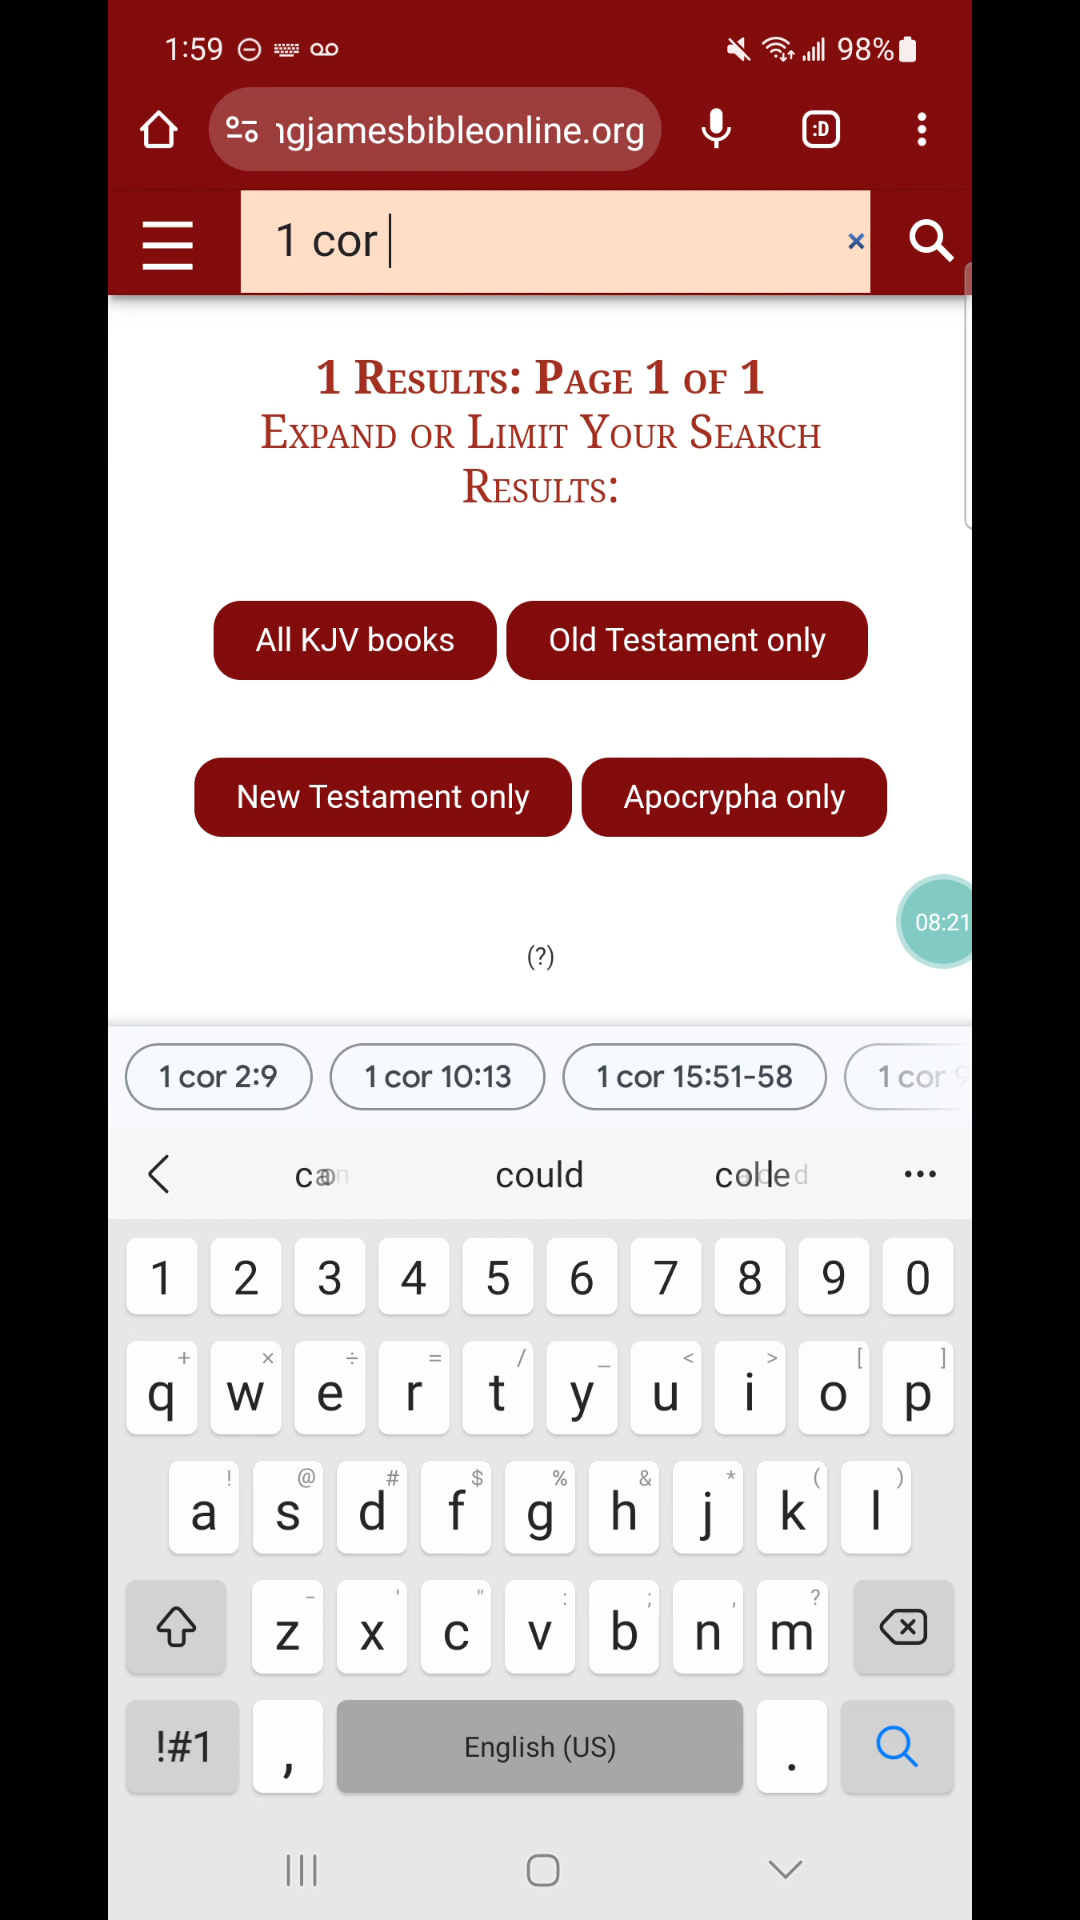 1:59 98%
ngjamesbibleonline.org :D
1 cor ×
1 Results: Page 1 of 1
Expand or Limit Your Search
Results:
All KJV books Old Testament only
New Testament only Apocrypha only
08:21
(?)
1 cor 2:9 1 cor 10:13 1 cor 15:51-58 1 cor 9
could ...
1 2 3 4 5 6 7 8 9 0
+ × ÷ = / _ < > [ ]
q w e r t y u i o p
! @ # $ % & * ( )
a s d f g h j k l
- ' " : ; , ?
z x c v b n m
!#1 , English (US) .